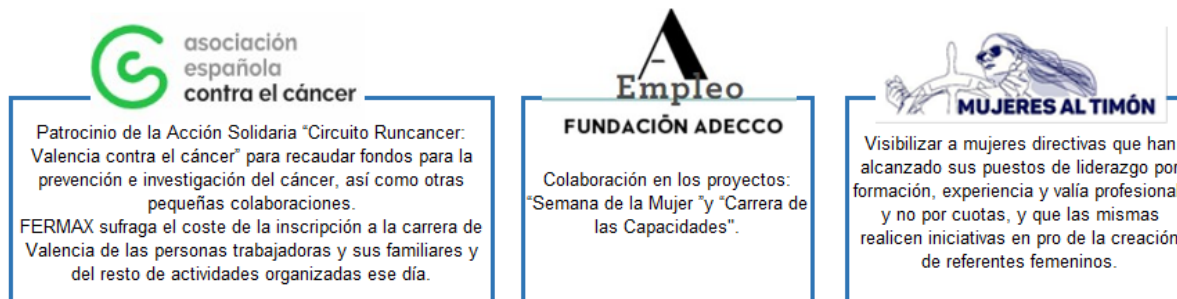 asociación
española
contra el cáncer
Patrocinio de la Acción Solidaria “Circuito Runcancer:
Valencia contra el cáncer” para recaudar fondos para la
prevención e investigación del cáncer, así como otras
pequeñas colaboraciones.
FERMAX sufraga el coste de la inscripción a la carrera de
Valencia de las personas trabajadoras y sus familiares y
del resto de actividades organizadas ese día.
A
Empleo
FUNDACIÓN ADECCO
Colaboración en los proyectos:
“Semana de la Mujer ”y “Carrera de
las Capacidades".
MUJERES AL TIMÓN
Visibilizar a mujeres directivas que han
alcanzado sus puestos de liderazgo por
formación, experiencia y valía profesional
y no por cuotas, y que las mismas
realicen iniciativas en pro de la creación
de referentes femeninos.